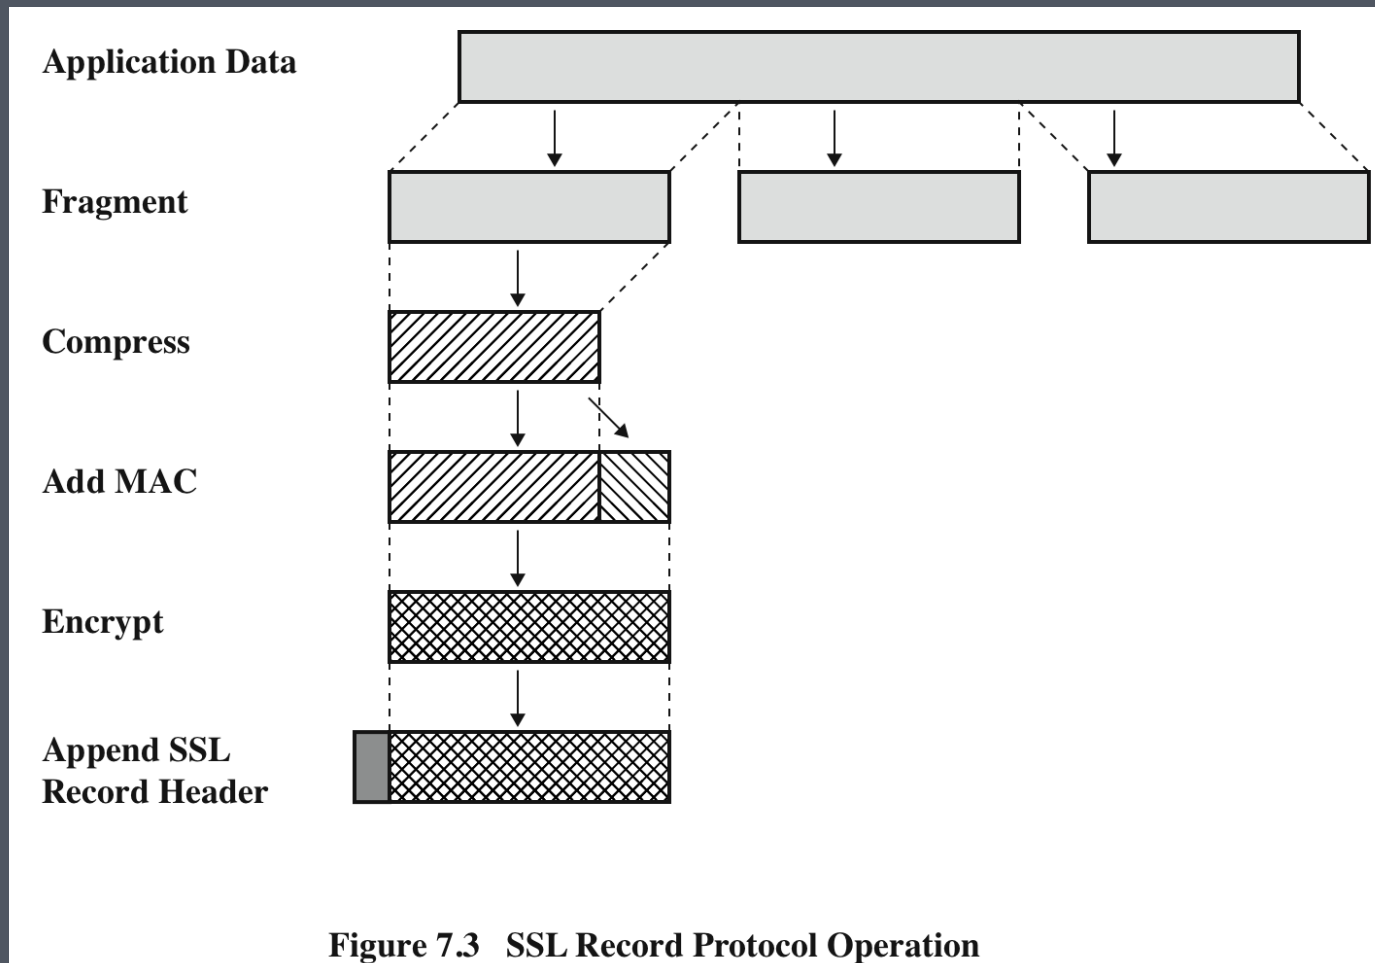 Application Data
Fragment
Compress
Add MAC
Encrypt
Append SSL
Record Header
Figure 7.3 SSL Record Protocol Operation